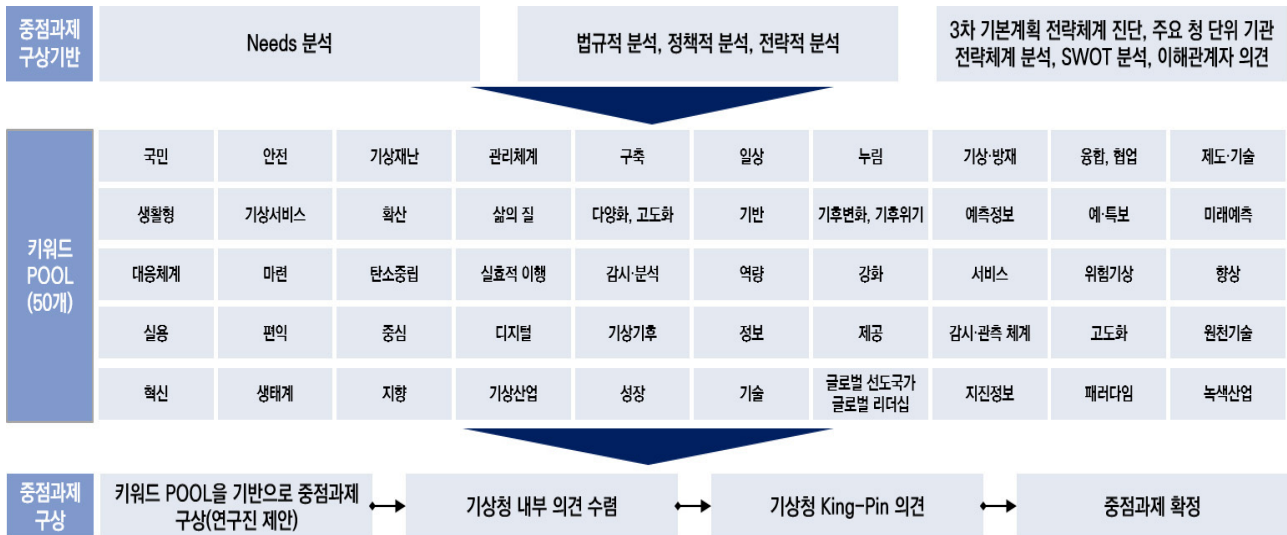 중점과제
구상기반
Needs 분석
법규적 분석, 정책적 분석, 전략적 분석
3차 기본계획 전략체계 진단, 주요 청 단위 기관
전략체계 분석, SWOT 분석, 이해관계자 의견
키워드
POOL
(50개)
국민
안전
기상재난
관리체계
구축
일상
누림
기상·방재
융합, 협업
제도·기술
생활형
기상서비스
확산
삶의 질
다양화, 고도화
기반
기후변화, 기후위기
예측정보
예·특보
미래예측
대응체계
마련
탄소중립
실효적 이행
감시·분석
역량
강화
서비스
위험기상
향상
실용
편익
중심
디지털
기상기후
정보
제공
감시·관측 체계
고도화
원천기술
혁신
생태계
지향
기상산업
성장
기술
글로벌 선도국가
글로벌 리더십
지진정보
패러다임
녹색산업
중점과제
구상
키워드 POOL을 기반으로 중점과제
구상(연구진 제안)
기상청 내부 의견 수렴
기상청 King-Pin 의견
중점과제 확정